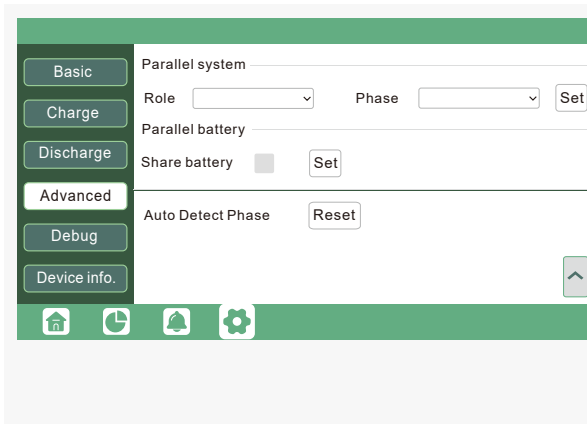 Basic
Charge
Discharge
Advanced
Debug
Device info.
Parallel system
Role Phase Set
Parallel battery
Share battery Set
Auto Detect Phase Reset